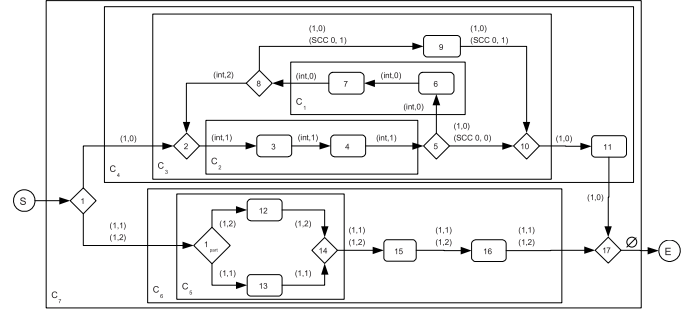 (1,0)
(SCC 0, 1)
9
(1,0)
(SCC 0, 1)
(int,2)
8
(int,0)
7
(int,0)
6
C1
(int,0)
(1,0)
2
(int,1)
3
(int,1)
4
(int,1)
5
(1,0)
(SCC 0, 0)
10
(1,0)
11
C4
C3
C2
S
1
(1,0)
(1,1)
(1,2)
(1,2)
12
(1,2)
1part
14
(1,1)
13
(1,1)
(1,1)
(1,2)
15
(1,1)
(1,2)
16
(1,1)
(1,2)
17
∅
E
C7
C6
C5